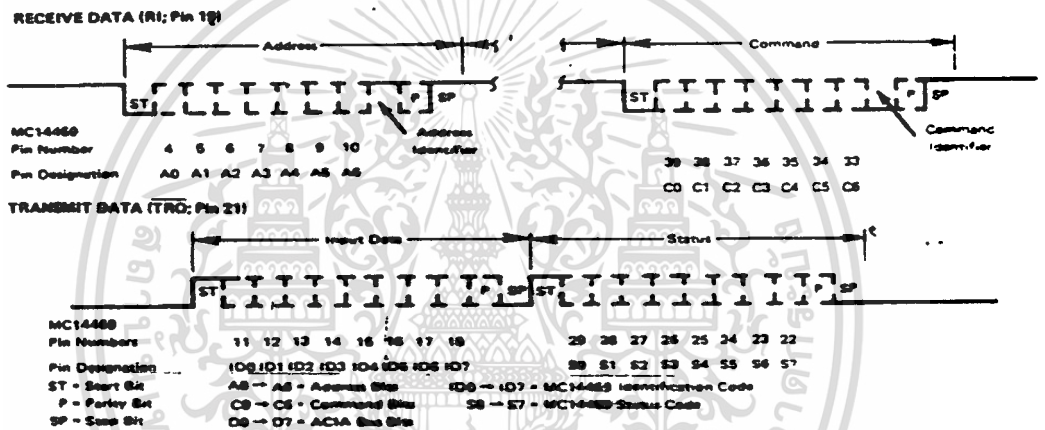 RECEIVE DATA (RI; Pin 19)
Address
Command
ST P SP
ST P SP
Address Identifier
Command Identifier
MC14469
Pin Number 4 5 6 7 8 9 10
39 38 37 36 35 34 33
Pin Designation A0 A1 A2 A3 A4 A5 A6
C0 C1 C2 C3 C4 C5 C6
TRANSMIT DATA (TRO; Pin 21)
Input Data
Status
ST P SP ST P SP
MC14469
Pin Numbers 11 12 13 14 15 16 17 18
29 28 27 26 25 24 23 22
Pin Designation ID0 ID1 ID2 ID3 ID4 ID5 ID6 ID7
S0 S1 S2 S3 S4 S5 S6 S7
ST = Start Bit A0 → A6 = Address Bits ID0 → ID7 = MC14469 Identification Code
P = Parity Bit C0 → C6 = Command Bits S0 → S7 = MC14469 Status Code
SP = Stop Bit D0 → D7 = ACIA Bus Bits